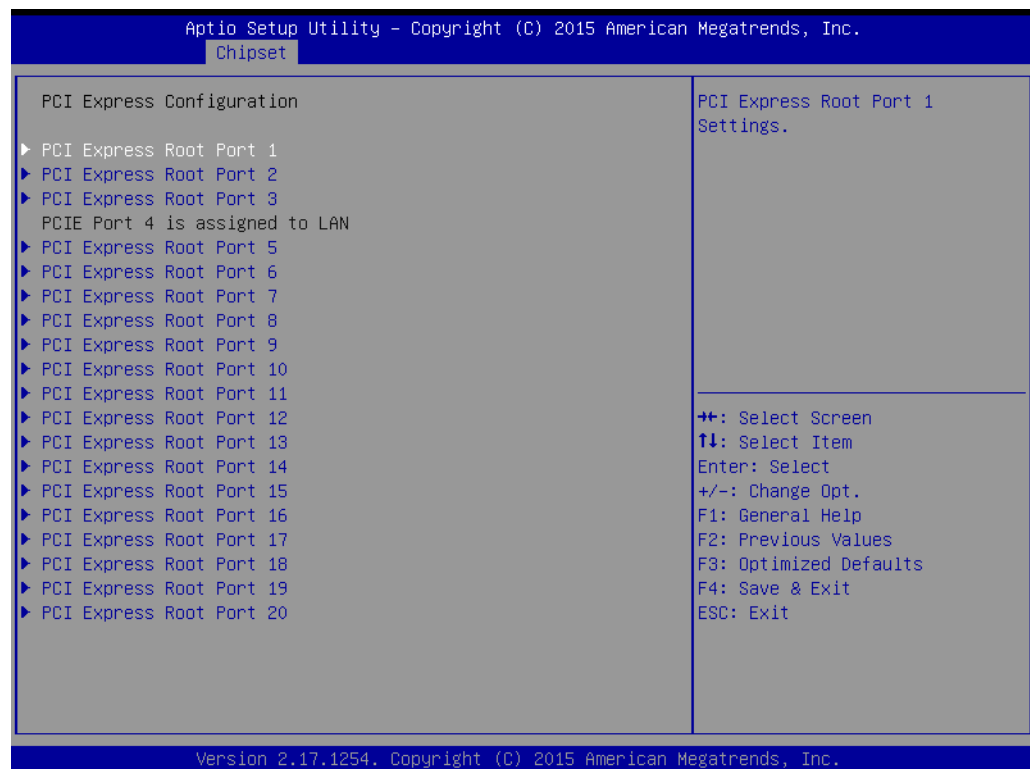 Aptio Setup Utility – Copyright (C) 2015 American Megatrends, Inc.
Chipset
PCI Express Configuration
PCI Express Root Port 1
PCI Express Root Port 2
PCI Express Root Port 3
PCIE Port 4 is assigned to LAN
PCI Express Root Port 5
PCI Express Root Port 6
PCI Express Root Port 7
PCI Express Root Port 8
PCI Express Root Port 9
PCI Express Root Port 10
PCI Express Root Port 11
PCI Express Root Port 12
PCI Express Root Port 13
PCI Express Root Port 14
PCI Express Root Port 15
PCI Express Root Port 16
PCI Express Root Port 17
PCI Express Root Port 18
PCI Express Root Port 19
PCI Express Root Port 20
PCI Express Root Port 1
Settings.
→←: Select Screen
↑↓: Select Item
Enter: Select
+/-: Change Opt.
F1: General Help
F2: Previous Values
F3: Optimized Defaults
F4: Save & Exit
ESC: Exit
Version 2.17.1254. Copyright (C) 2015 American Megatrends, Inc.